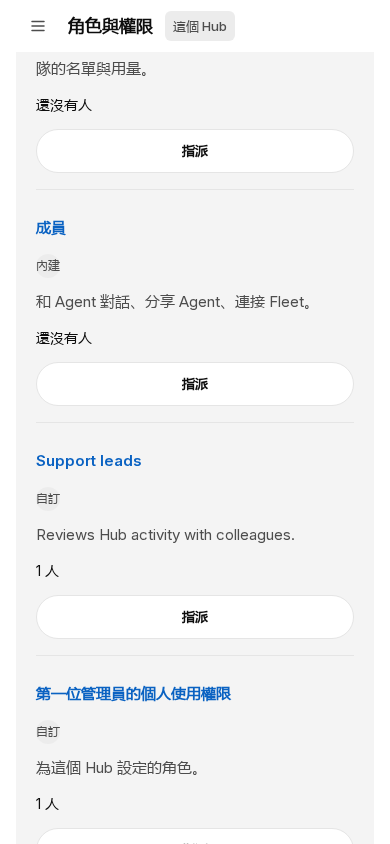 角色與權限 這個 Hub
隊的名單與用量。
還沒有人
指派
成員
內建
和 Agent 對話、分享 Agent、連接 Fleet。
還沒有人
指派
Support leads
自訂
Reviews Hub activity with colleagues.
1 人
指派
第一位管理員的個人使用權限
自訂
為這個 Hub 設定的角色。
1 人